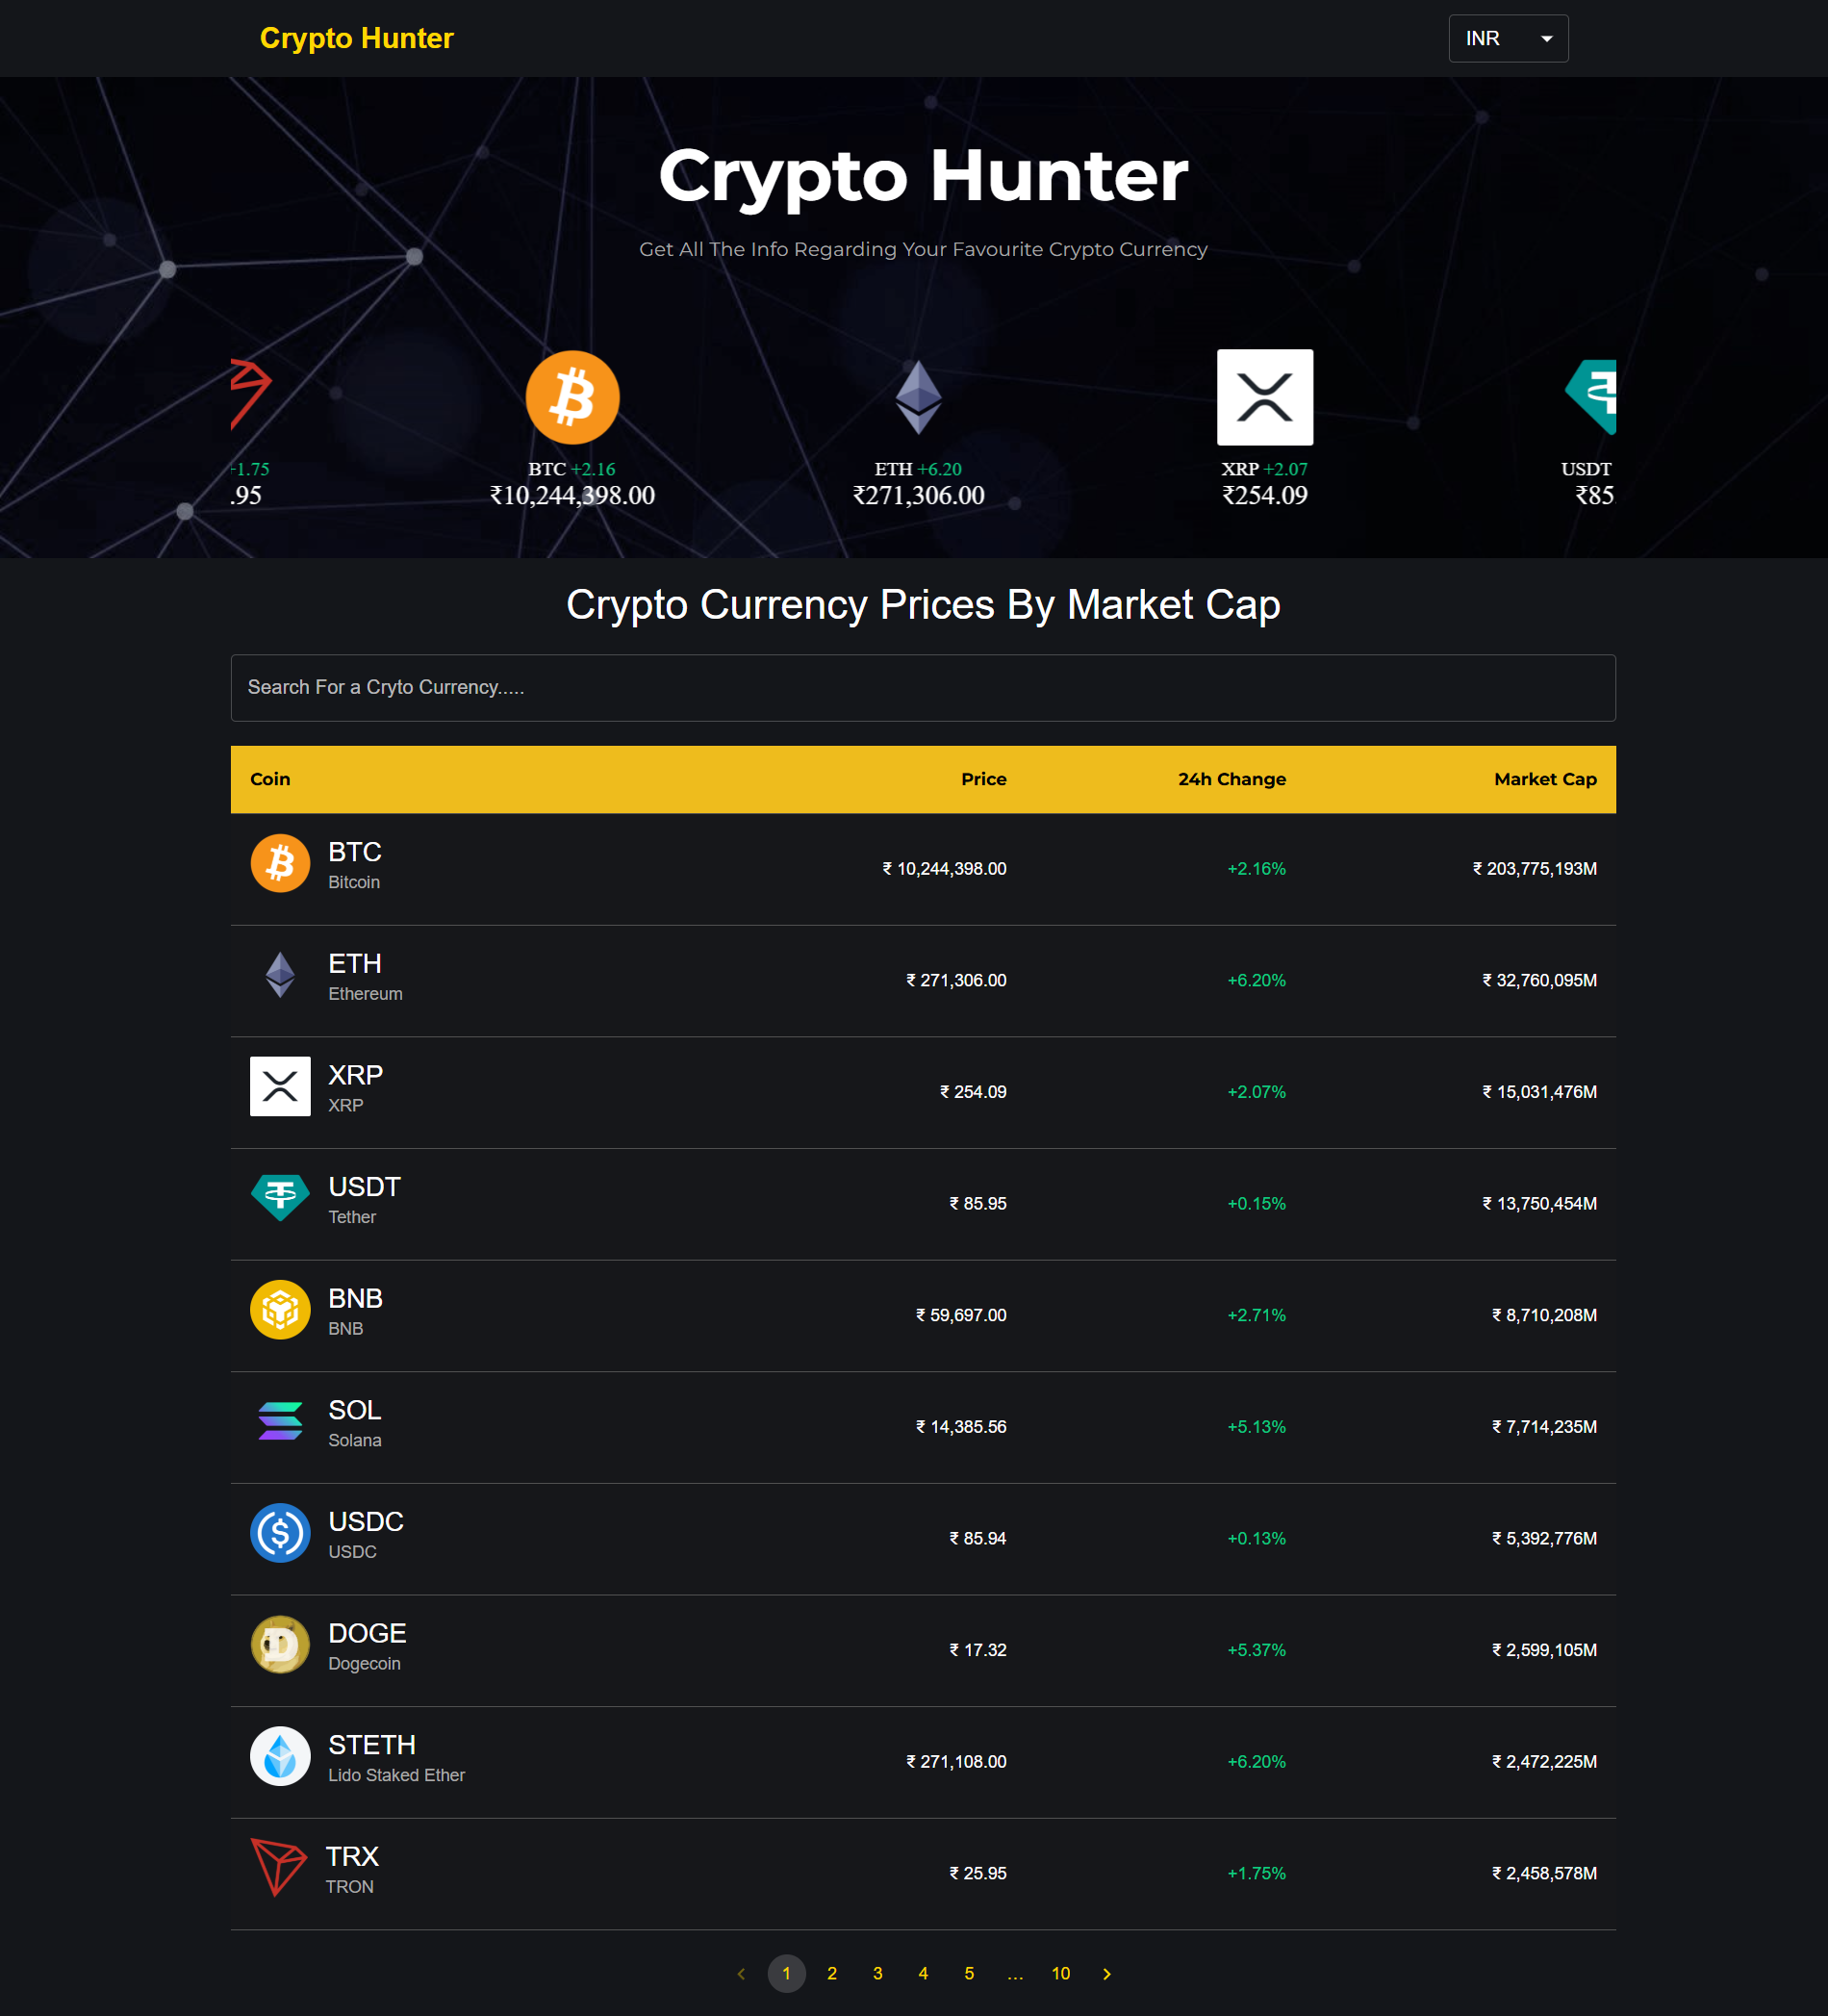 Crypto Hunter
INR
Crypto Hunter
Get All The Info Regarding Your Favourite Crypto Currency
+1.75
.95
BTC +2.16
₹10,244,398.00
ETH +6.20
₹271,306.00
XRP +2.07
₹254.09
USDT
₹85.
Crypto Currency Prices By Market Cap
Search For a Cryto Currency.....
Coin Price 24h Change Market Cap
BTC
Bitcoin
₹ 10,244,398.00 +2.16% ₹ 203,775,193M
ETH
Ethereum
₹ 271,306.00 +6.20% ₹ 32,760,095M
XRP
XRP
₹ 254.09 +2.07% ₹ 15,031,476M
USDT
Tether
₹ 85.95 +0.15% ₹ 13,750,454M
BNB
BNB
₹ 59,697.00 +2.71% ₹ 8,710,208M
SOL
Solana
₹ 14,385.56 +5.13% ₹ 7,714,235M
USDC
USDC
₹ 85.94 +0.13% ₹ 5,392,776M
DOGE
Dogecoin
₹ 17.32 +5.37% ₹ 2,599,105M
STETH
Lido Staked Ether
₹ 271,108.00 +6.20% ₹ 2,472,225M
TRX
TRON
₹ 25.95 +1.75% ₹ 2,458,578M
1 2 3 4 5 ... 10